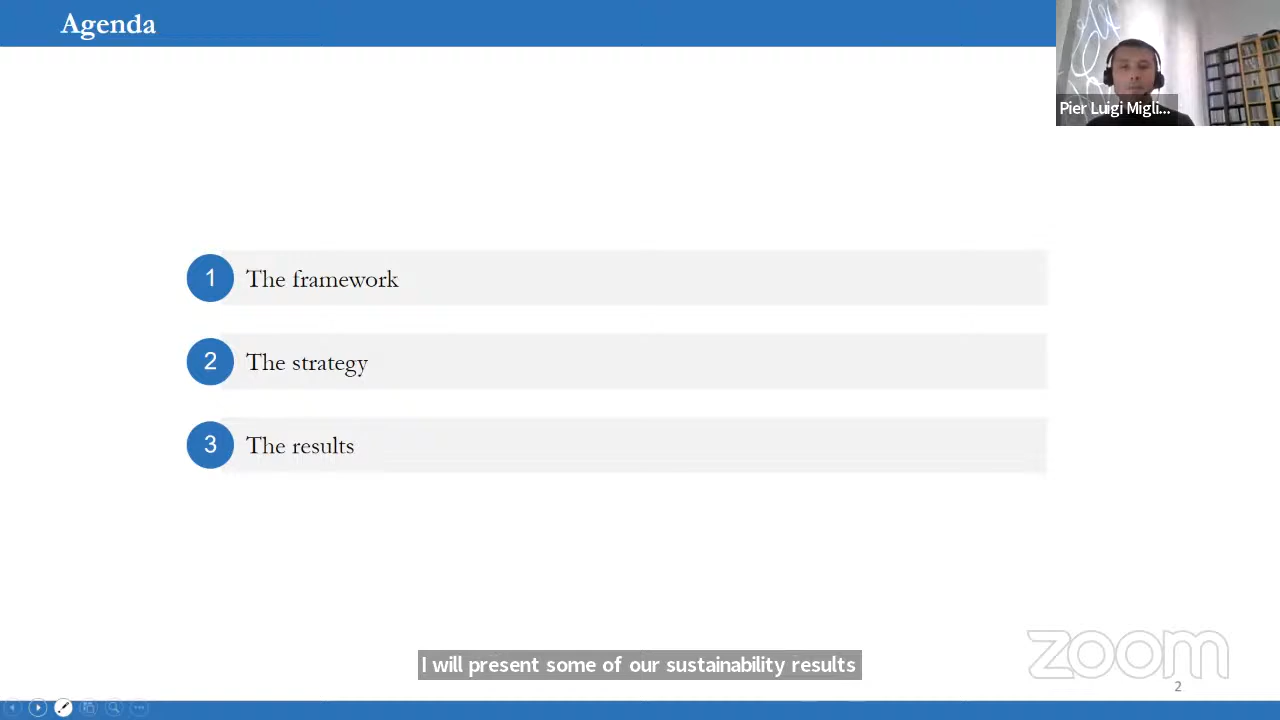 Agenda
Pier Luigi Migli...
1 The framework
2 The strategy
3 The results
I will present some of our sustainability results
zoom
2